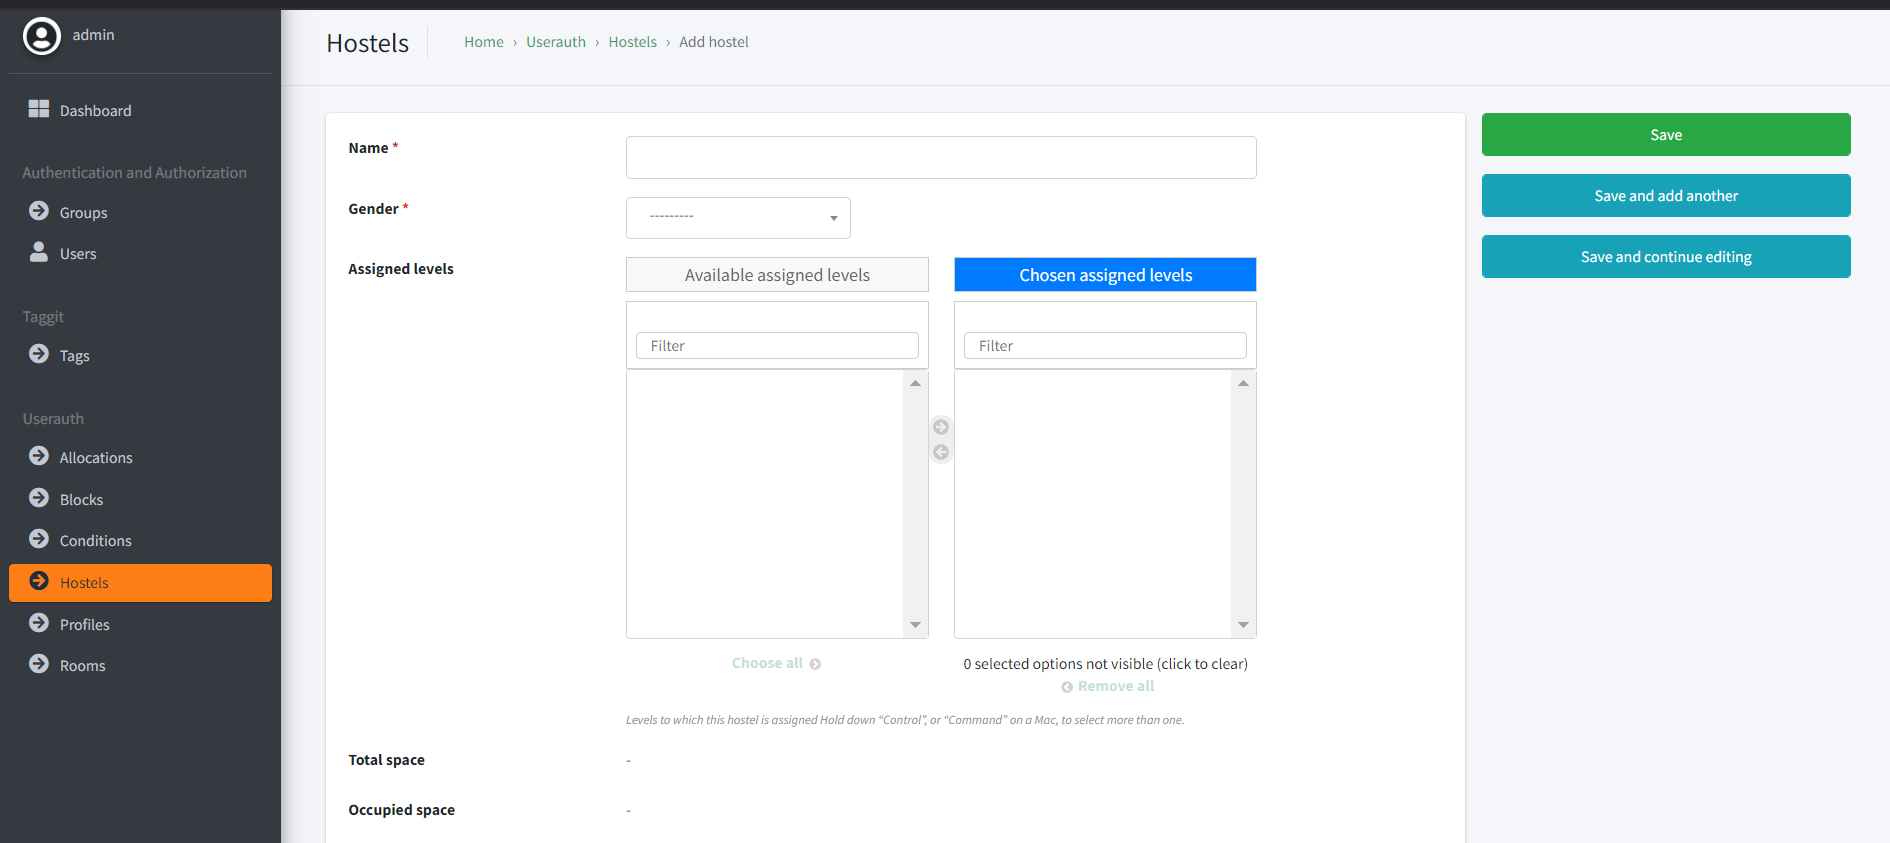 admin
Dashboard
Authentication and Authorization
Groups
Users
Taggit
Tags
Userauth
Allocations
Blocks
Conditions
Hostels
Profiles
Rooms
Hostels
Home › Userauth › Hostels › Add hostel
Name *
Gender *
---------
Assigned levels
Available assigned levels
Filter
Choose all
Chosen assigned levels
Filter
0 selected options not visible (click to clear)
Remove all
Levels to which this hostel is assigned Hold down “Control”, or “Command” on a Mac, to select more than one.
Total space
-
Occupied space
-
Save
Save and add another
Save and continue editing